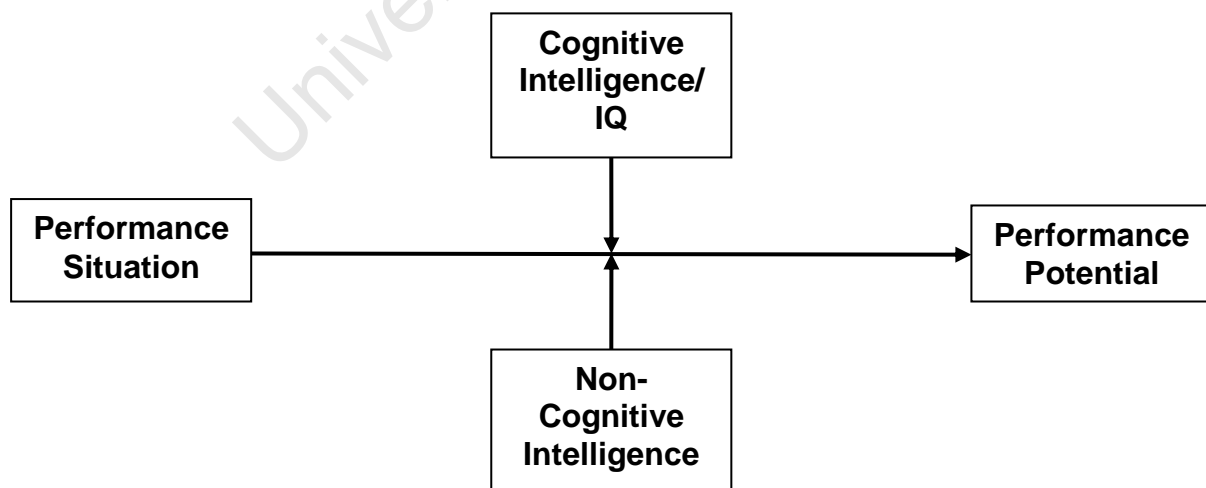 Cognitive
Intelligence/
IQ
Performance
Situation
Performance
Potential
Non-
Cognitive
Intelligence